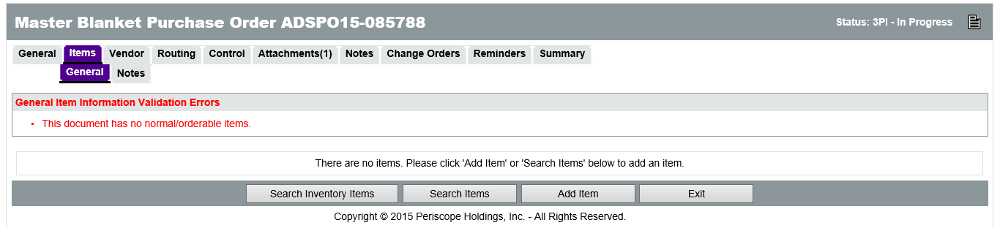 Master Blanket Purchase Order ADSPO15-085788
Status: 3PI - In Progress
General Items Vendor Routing Control Attachments(1) Notes Change Orders Reminders Summary
General Notes
General Item Information Validation Errors
• This document has no normal/orderable items.
There are no items. Please click 'Add Item' or 'Search Items' below to add an item.
Search Inventory Items Search Items Add Item Exit
Copyright © 2015 Periscope Holdings, Inc. - All Rights Reserved.